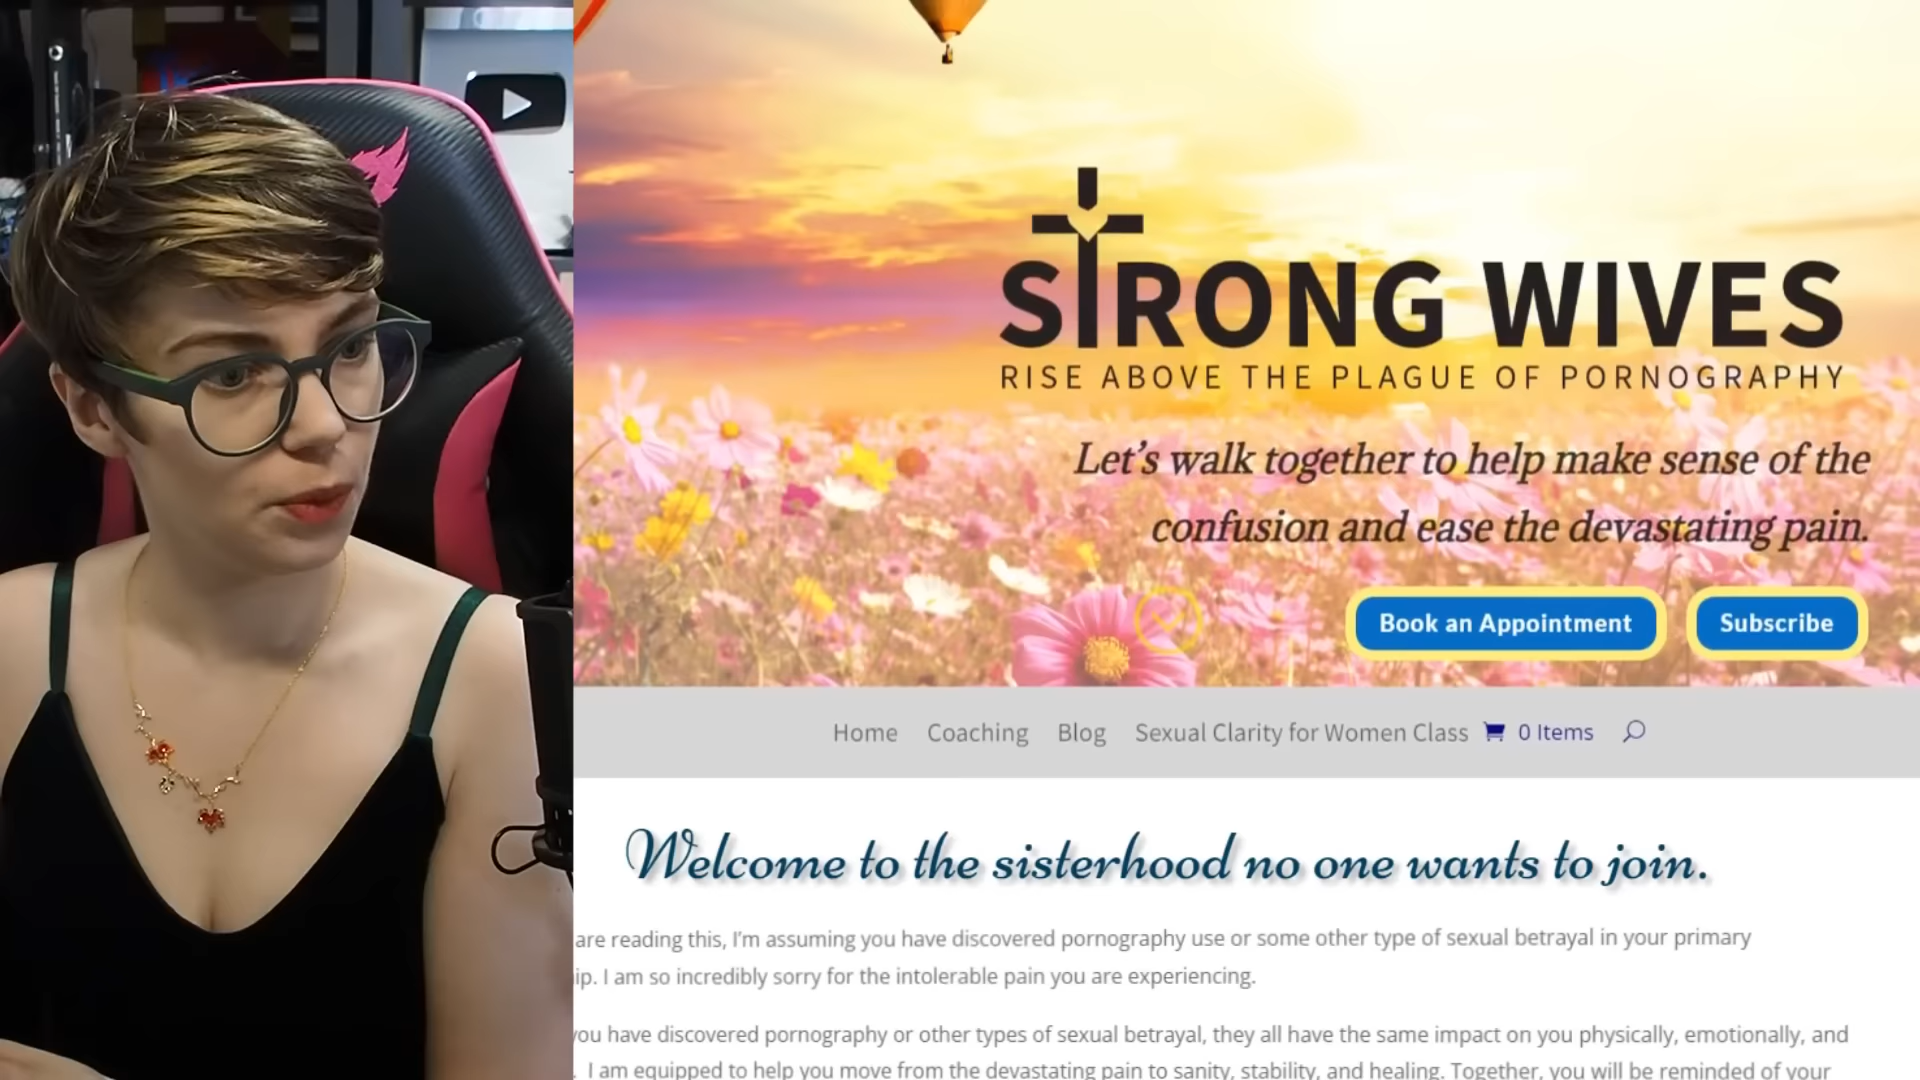 STRONG WIVES
RISE ABOVE THE PLAGUE OF PORNOGRAPHY
Let's walk together to help make sense of the
confusion and ease the devastating pain.
Book an Appointment
Subscribe
Home
Coaching
Blog
Sexual Clarity for Women Class
0 Items
Welcome to the sisterhood no one wants to join.
are reading this, I'm assuming you have discovered pornography use or some other type of sexual betrayal in your primary
ip. I am so incredibly sorry for the intolerable pain you are experiencing.
you have discovered pornography or other types of sexual betrayal, they all have the same impact on you physically, emotionally, and
. I am equipped to help you move from the devastating pain to sanity, stability, and healing. Together, you will be reminded of your